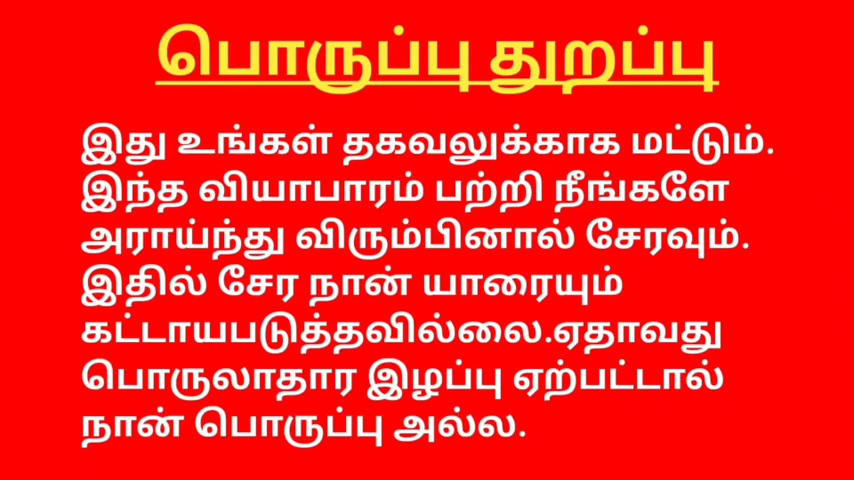 பொருப்பு துறப்பு
இது உங்கள் தகவலுக்காக மட்டும்.
இந்த வியாபாரம் பற்றி நீங்களே
அராய்ந்து விரும்பினால் சேரவும்.
இதில் சேர நான் யாரையும்
கட்டாயபடுத்தவில்லை.ஏதாவது
பொருலாதார இழப்பு ஏற்பட்டால்
நான் பொருப்பு அல்ல.